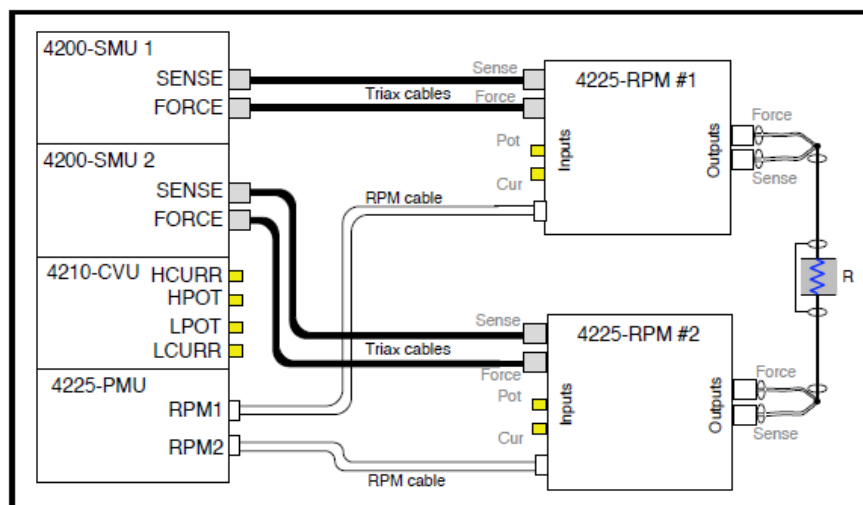 4200-SMU 1
SENSE
FORCE
4200-SMU 2
SENSE
FORCE
4210-CVU
HCURR
HPOT
LPOT
LCURR
4225-PMU
RPM1
RPM2
Triax cables
RPM cable
Triax cables
RPM cable
Sense
Force
Pot
Cur
Inputs
4225-RPM #1
Outputs
Force
Sense
R
Sense
Force
Pot
Cur
Inputs
4225-RPM #2
Outputs
Force
Sense